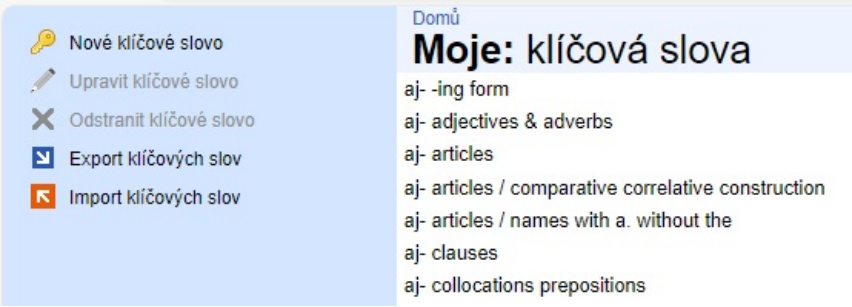 Nové klíčové slovo
Upravit klíčové slovo
Odstranit klíčové slovo
Export klíčových slov
Import klíčových slov
Domů
Moje: klíčová slova
aj- -ing form
aj- adjectives & adverbs
aj- articles
aj- articles / comparative correlative construction
aj- articles / names with a. without the
aj- clauses
aj- collocations prepositions